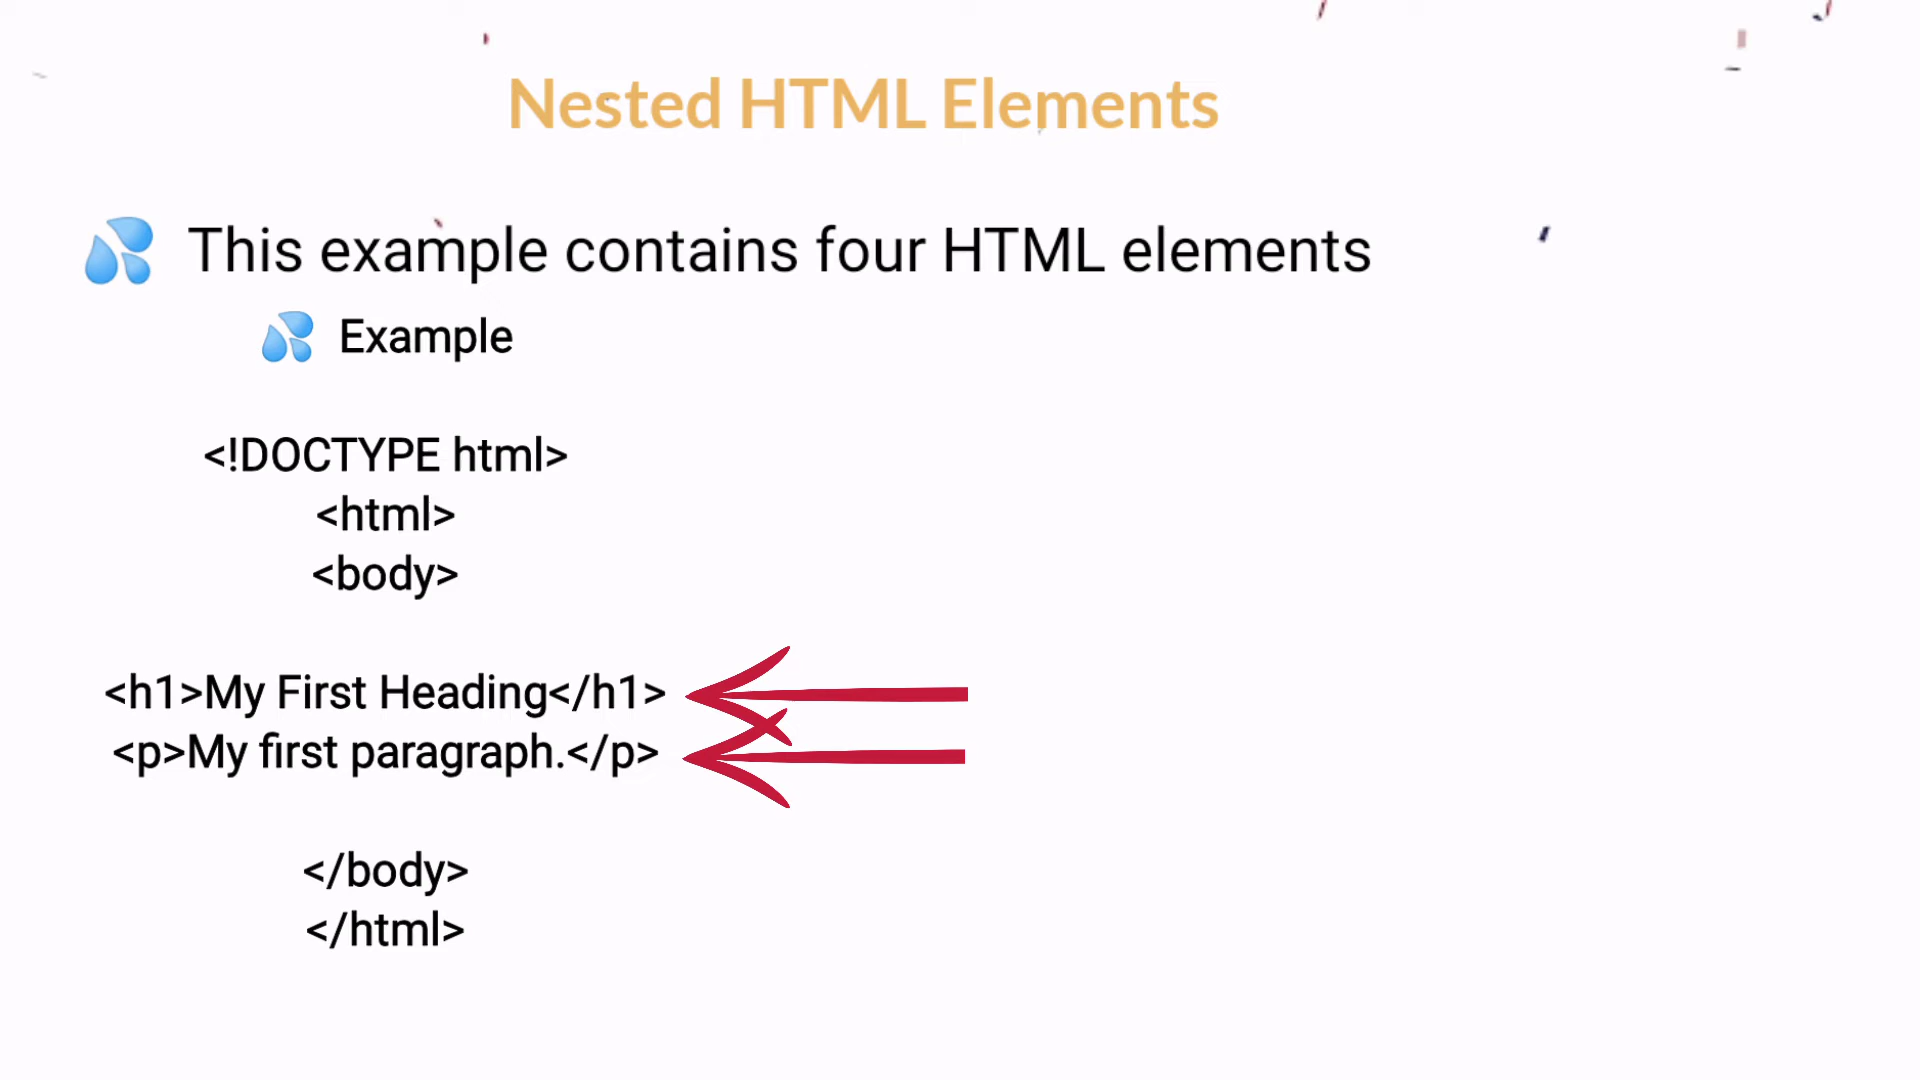 Nested HTML Elements
💦 This example contains four HTML elements
💦 Example
<!DOCTYPE html>
<html>
<body>
<h1>My First Heading</h1>
<p>My first paragraph.</p>
</body>
</html>